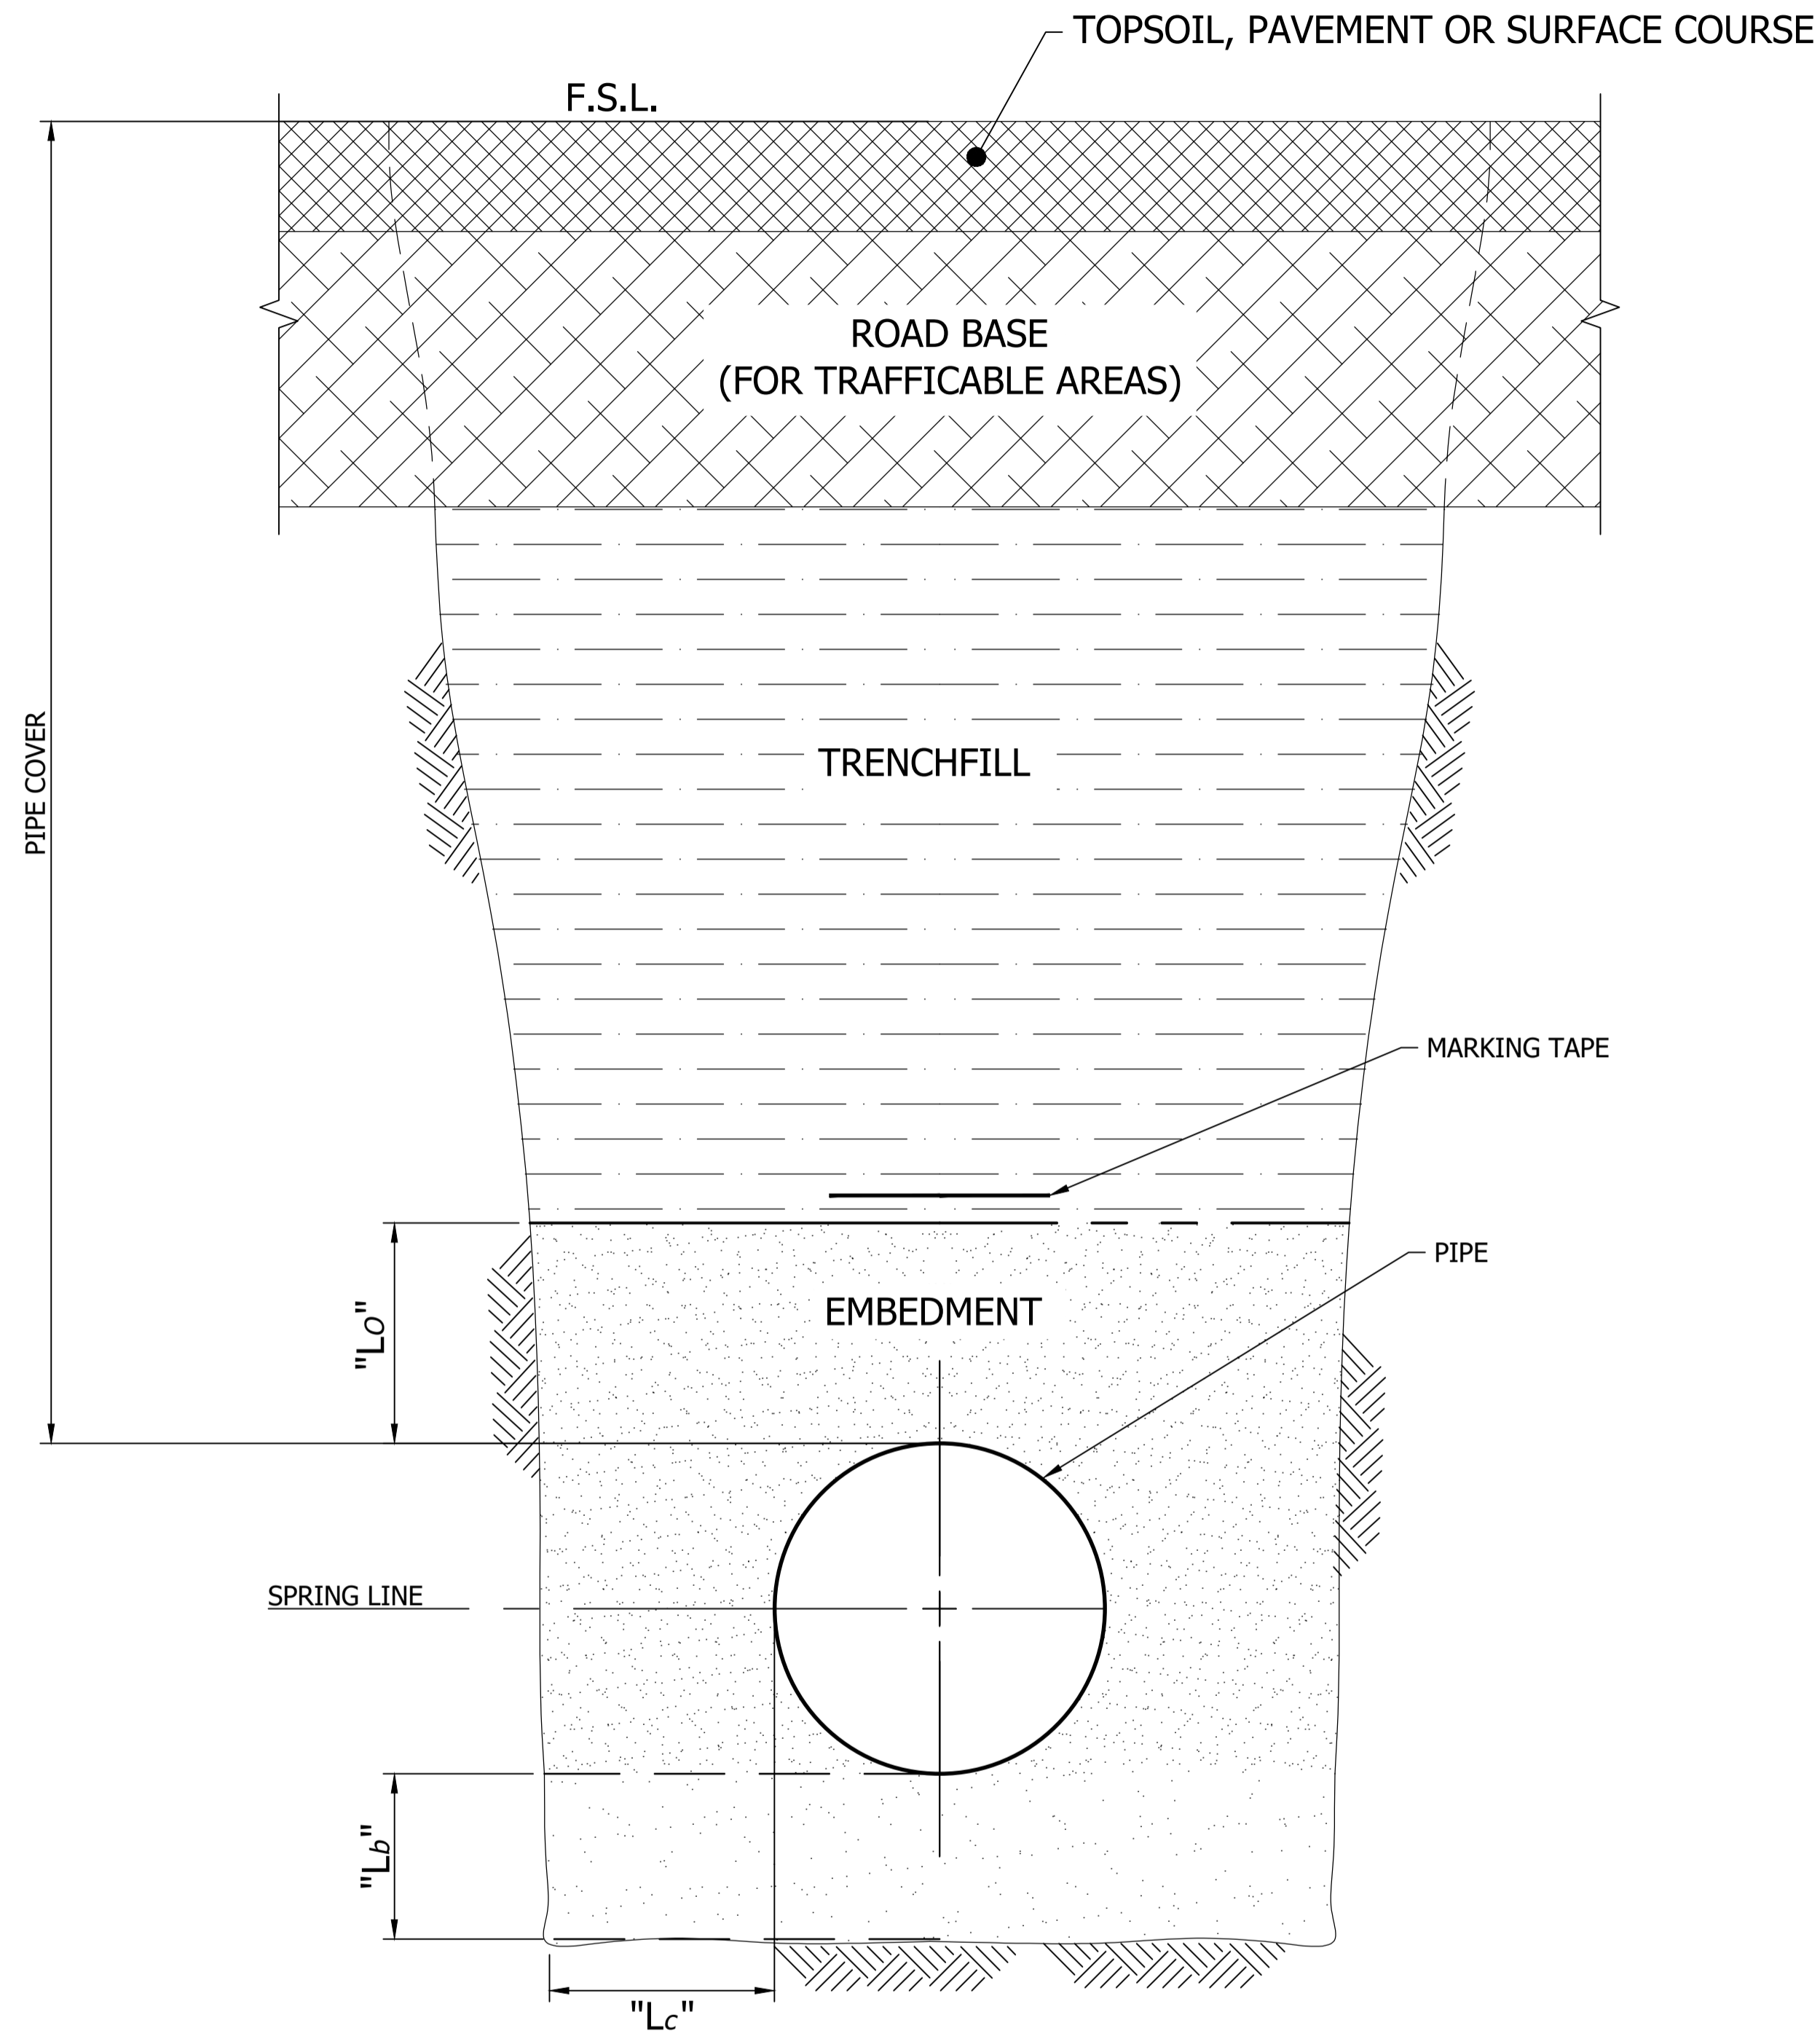 TOPSOIL, PAVEMENT OR SURFACE COURSE
F.S.L.
ROAD BASE
(FOR TRAFFICABLE AREAS)
PIPE COVER
TRENCHFILL
MARKING TAPE
PIPE
EMBEDMENT
"LO"
SPRING LINE
"Lb"
"Lc"